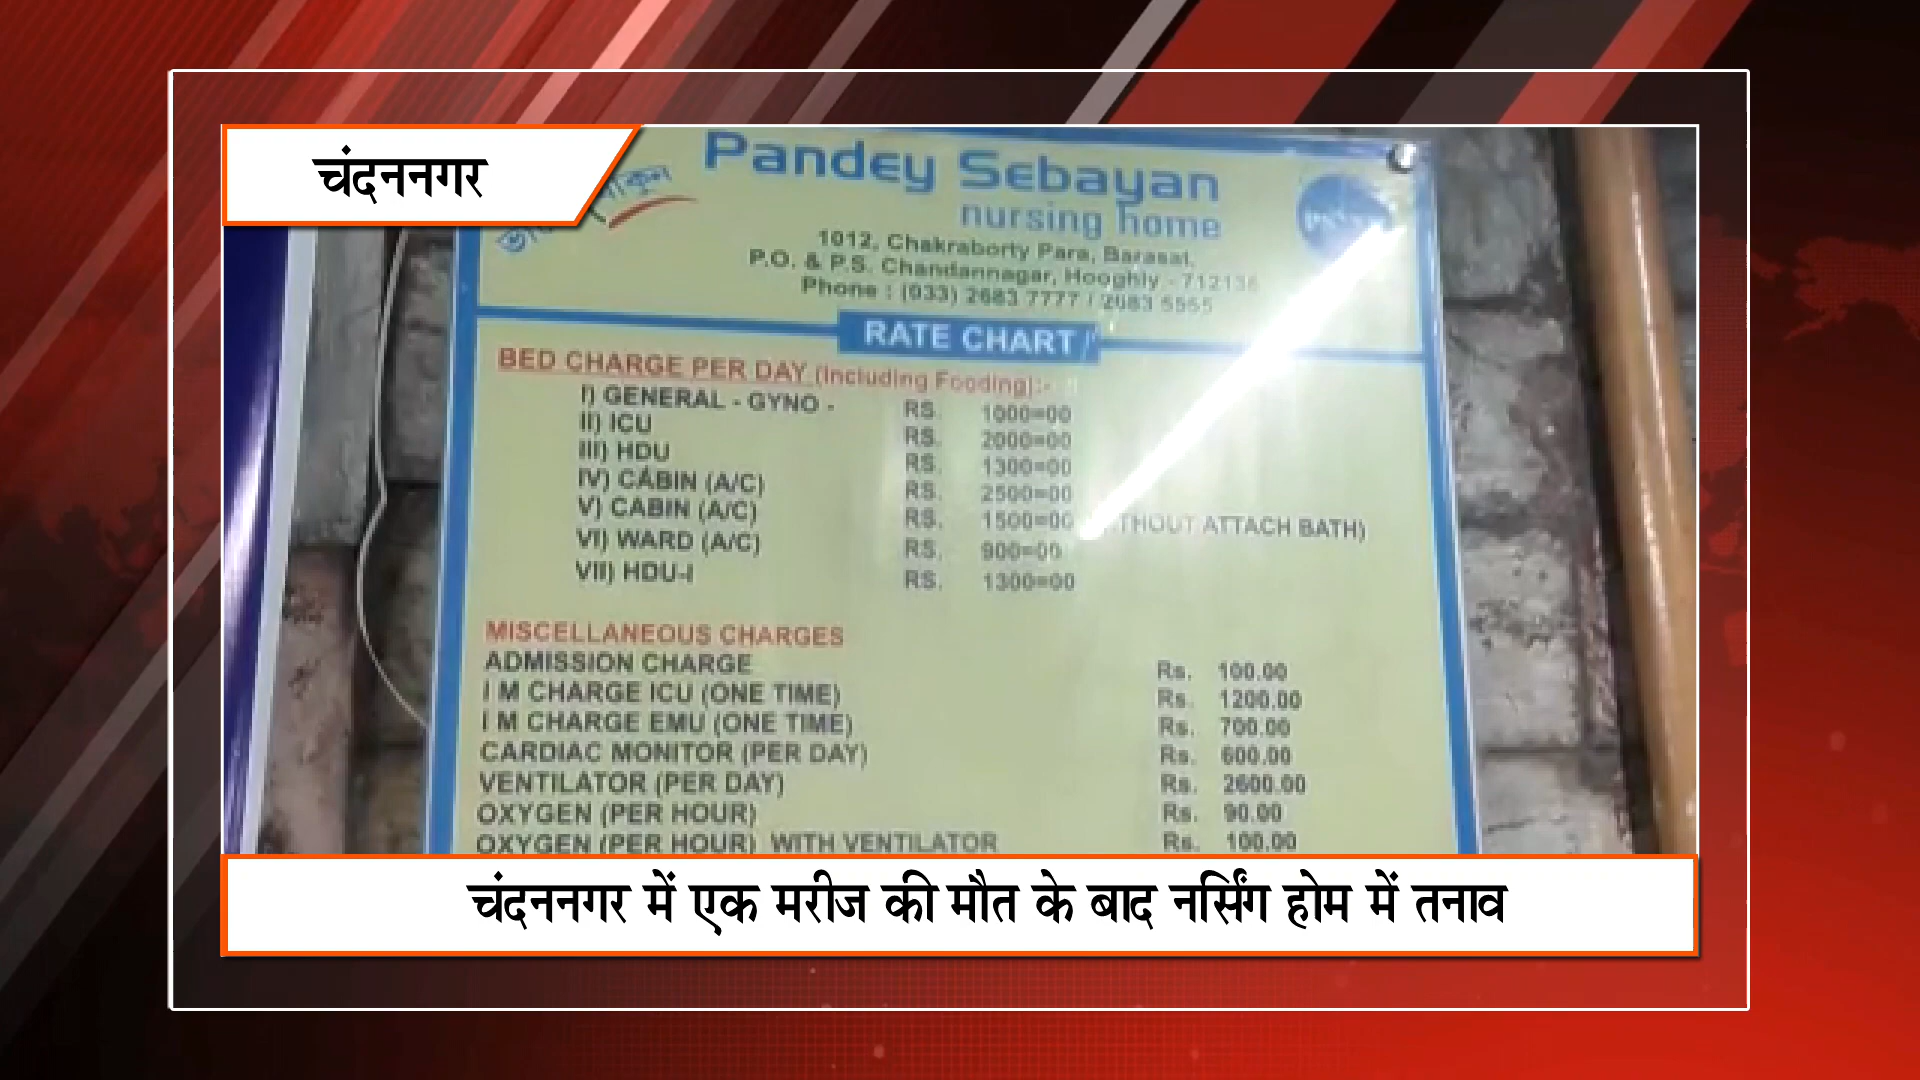 चंदननगर
Pandey Sebayan
nursing home
1012, Chakraborty Para, Barasat,
P.O. & P.S. Chandannagar, Hooghly - 712136
Phone : (033) 2683 7777 / 2683 5555
RATE CHART
BED CHARGE PER DAY (Including Fooding):-
I) GENERAL - GYNO - RS. 1000=00
II) ICU RS. 2000=00
III) HDU RS. 1300=00
IV) CABIN (A/C) RS. 2500=00
V) CABIN (A/C) RS. 1500=00 ATTACH BATH)
VI) WARD (A/C) RS. 900=00
VII) HDU-I RS. 1300=00
MISCELLANEOUS CHARGES
ADMISSION CHARGE Rs. 100.00
I M CHARGE ICU (ONE TIME) Rs. 1200.00
I M CHARGE EMU (ONE TIME) Rs. 700.00
CARDIAC MONITOR (PER DAY) Rs. 600.00
VENTILATOR (PER DAY) Rs. 2600.00
OXYGEN (PER HOUR) Rs. 90.00
OXYGEN (PER HOUR) WITH VENTILATOR Rs. 100.00
चंदननगर में एक मरीज की मौत के बाद नर्सिंग होम में तनाव